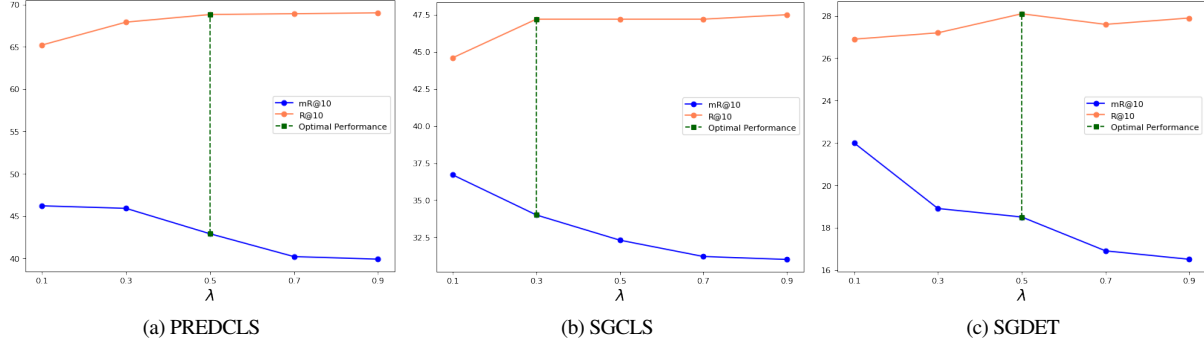 70
65
60
55
50
45
40
mR@10
R@10
Optimal Performance
0.1 0.3 0.5 0.7 0.9
λ
(a) PREDCLS
47.5
45.0
42.5
40.0
37.5
35.0
32.5
mR@10
R@10
Optimal Performance
0.1 0.3 0.5 0.7 0.9
λ
(b) SGCLS
28
26
24
22
20
18
16
mR@10
R@10
Optimal Performance
0.1 0.3 0.5 0.7 0.9
λ
(c) SGDET